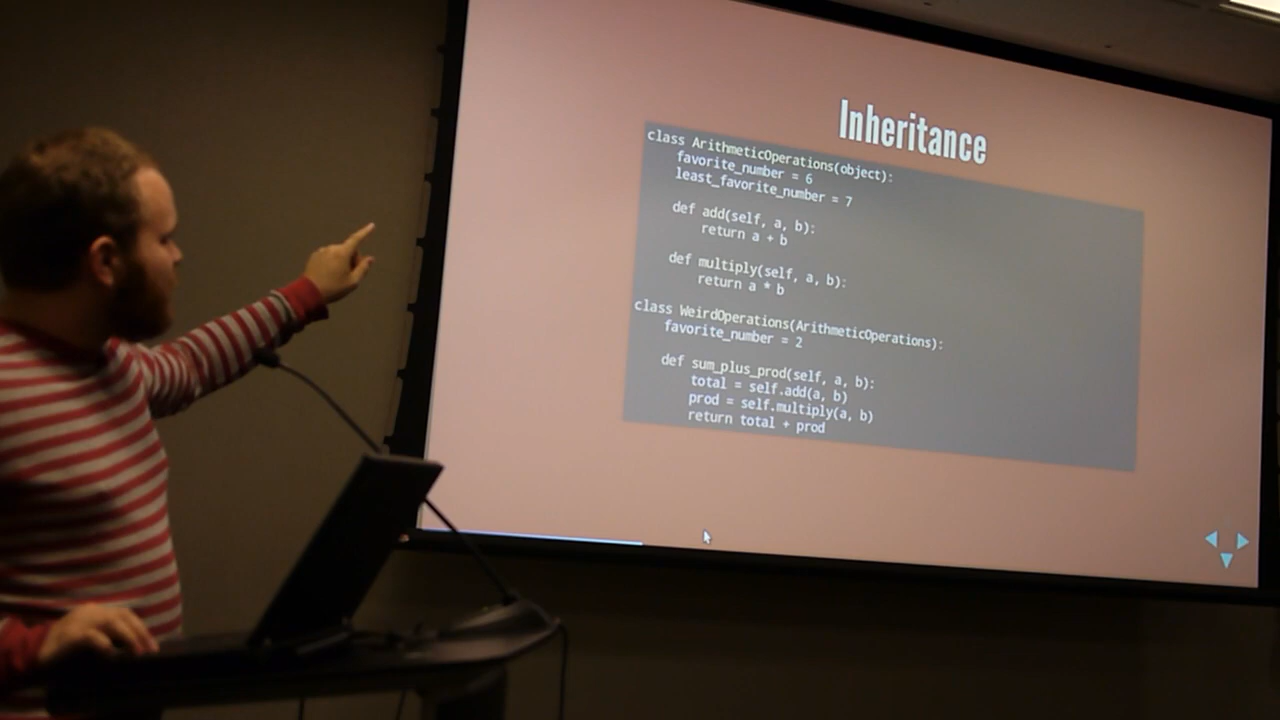 Inheritance
class ArithmeticOperations(object):
    favorite_number = 6
    least_favorite_number = 7
    def add(self, a, b):
        return a + b
    def multiply(self, a, b):
        return a * b
class WeirdOperations(ArithmeticOperations):
    favorite_number = 2
    def sum_plus_prod(self, a, b):
        total = self.add(a, b)
        prod = self.multiply(a, b)
        return total + prod